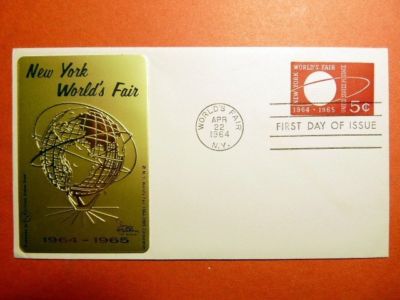 New York
World's Fair
1964 - 1965
WORLD'S FAIR
APR
22
1964
N.Y.
NEW YORK WORLD'S FAIR
1964 - 1965
5¢
FIRST DAY OF ISSUE